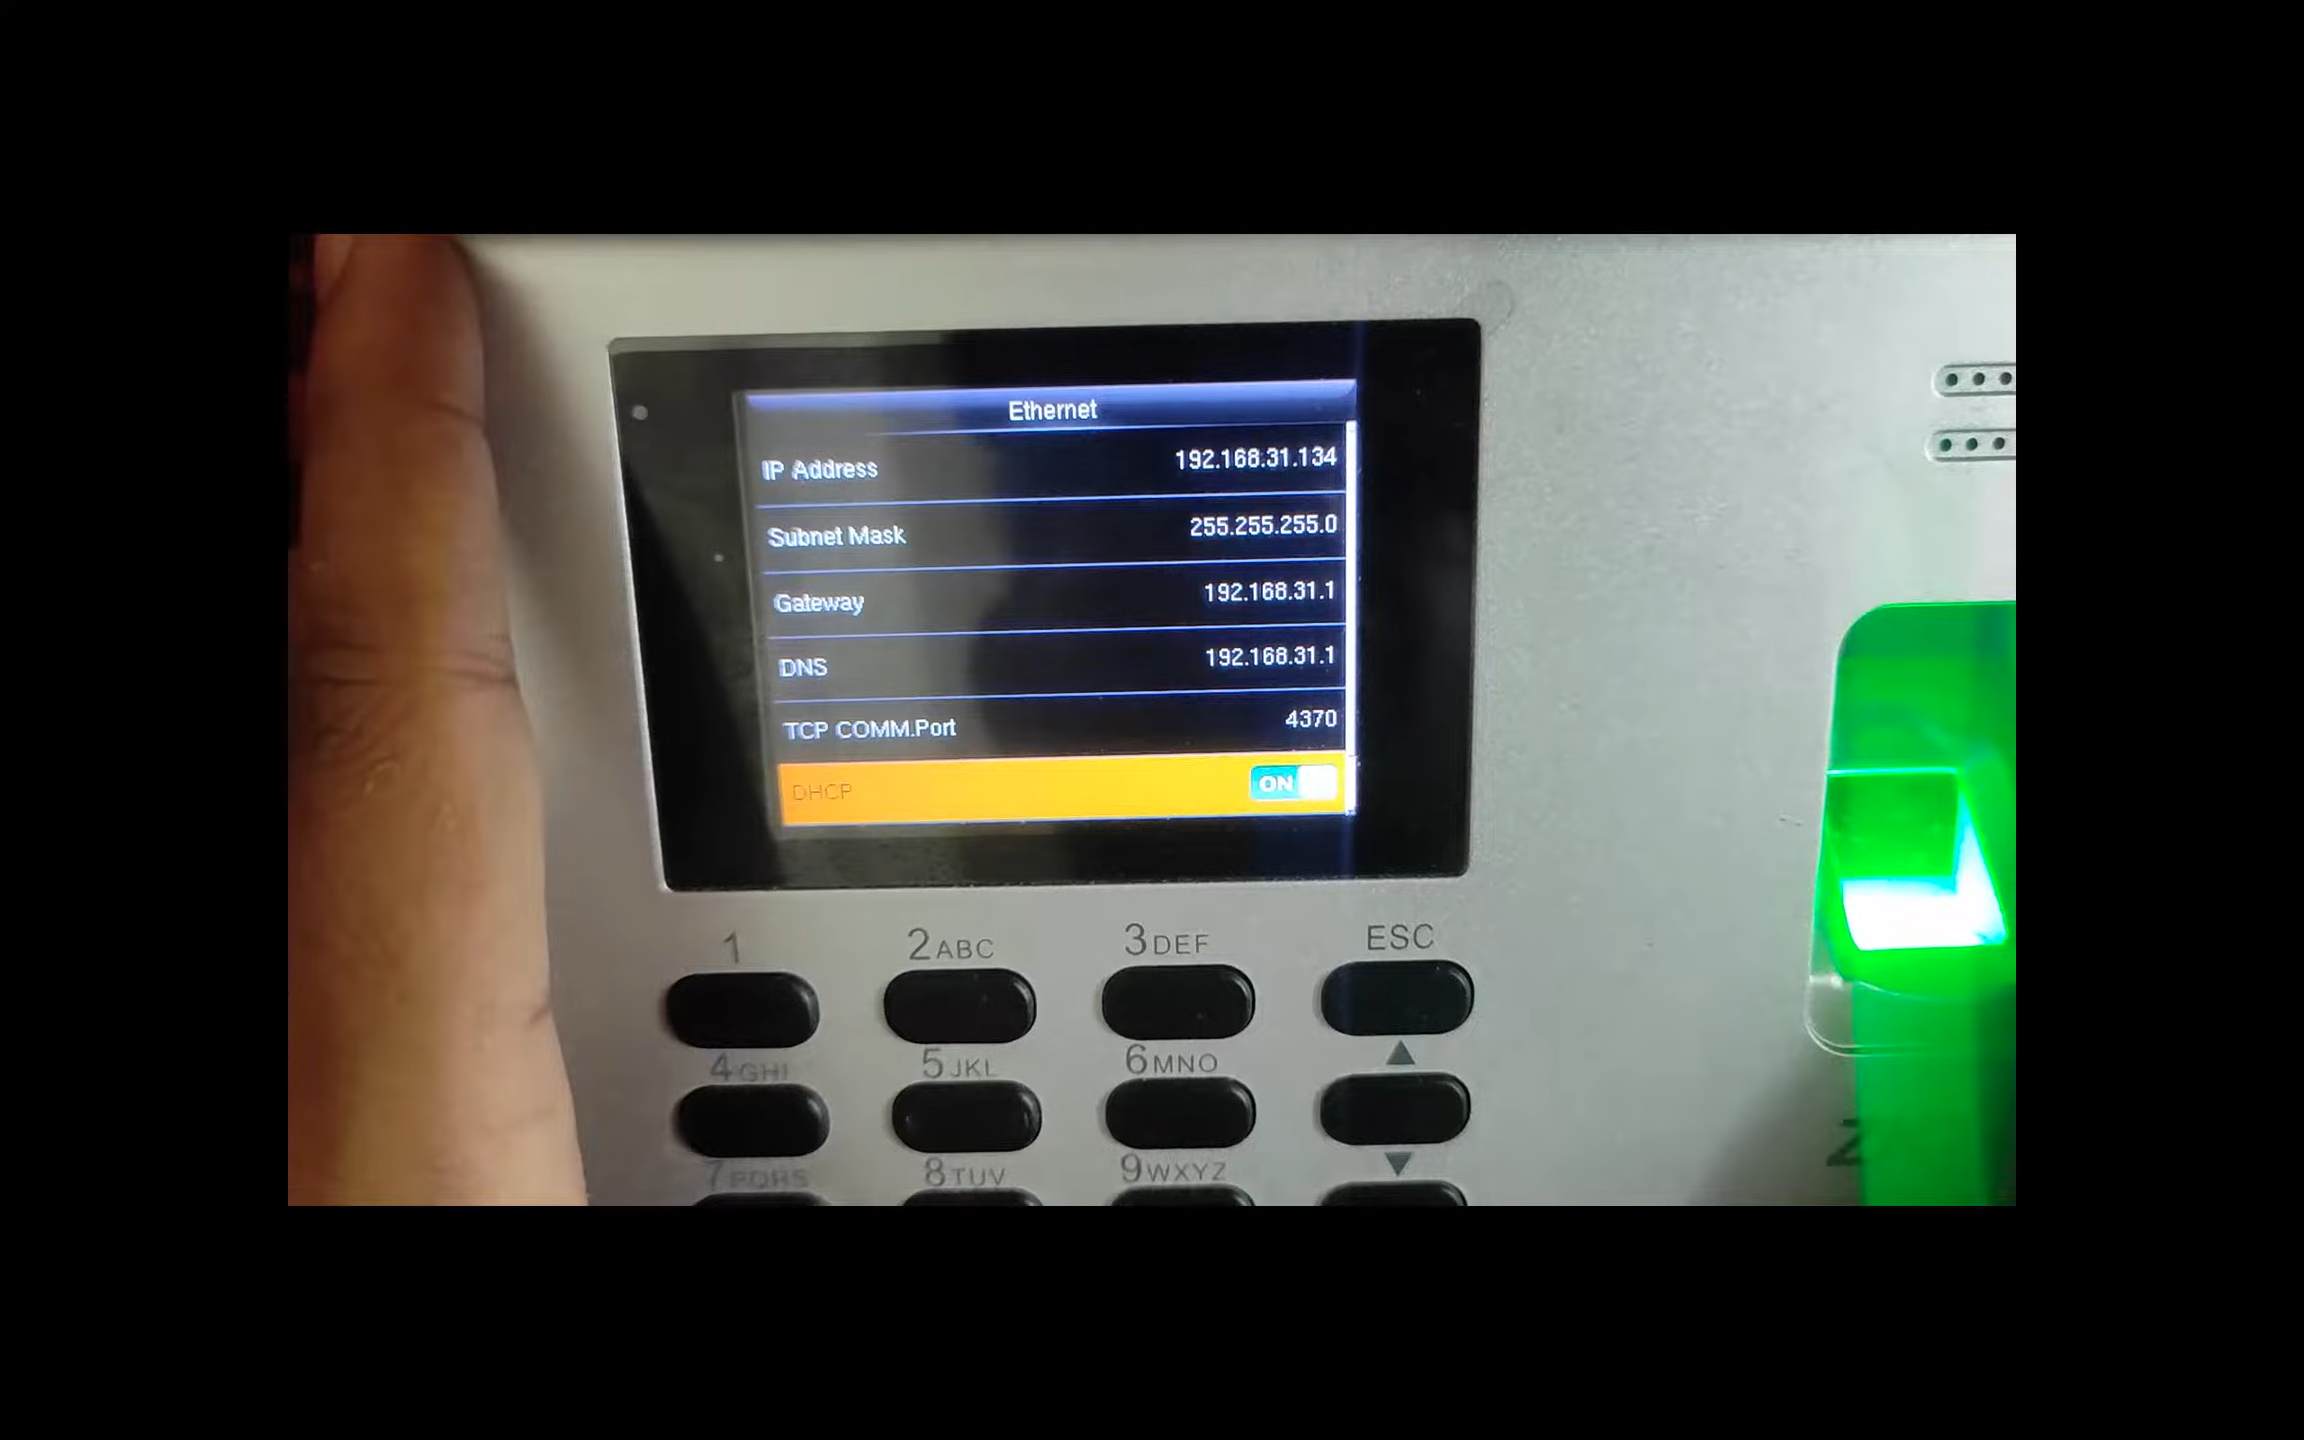 Ethernet
IP Address 192.168.31.134
Subnet Mask 255.255.255.0
Gateway 192.168.31.1
DNS 192.168.31.1
TCP COMM.Port 4370
DHCP ON
1 2ABC 3DEF ESC
4GHI 5JKL 6MNO ▲
7PQRS 8TUV 9WXYZ ▼